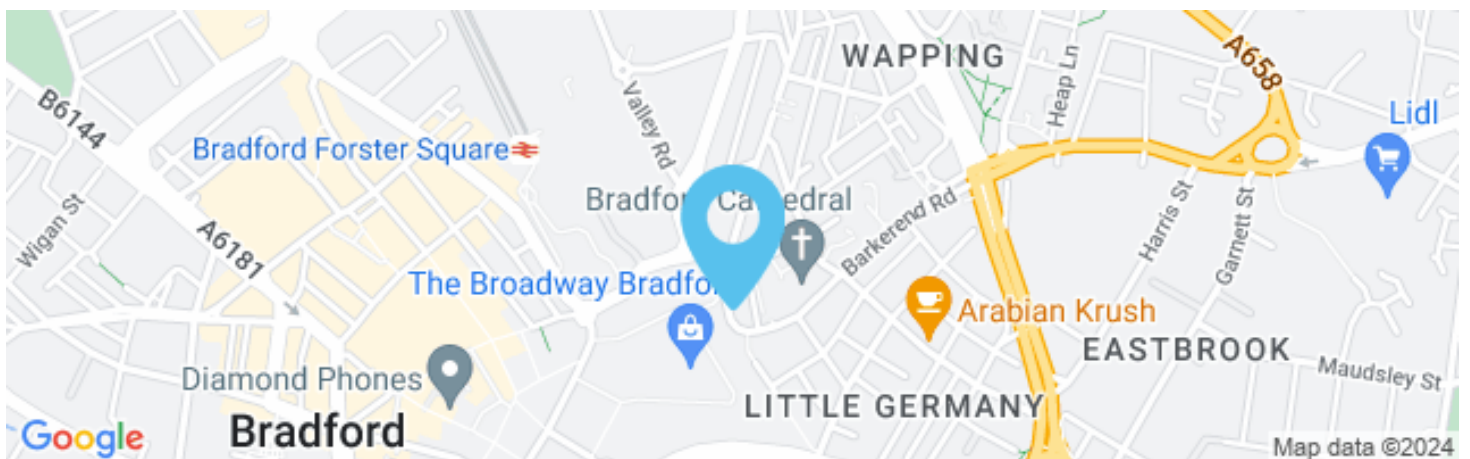 WAPPING
A658
B6144
Valley Rd
Heap Ln
Lidl
Bradford Forster Square
Wigan St
A6181
Bradford Cathedral
Barkerend Rd
Harris St
Garnett St
The Broadway Bradford
Arabian Krush
EASTBROOK
Maudsley St
Diamond Phones
LITTLE GERMANY
Bradford
Google
Map data ©2024